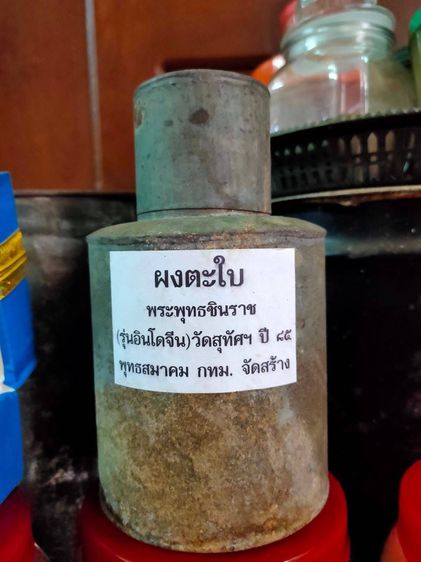 ผงตะใบ
พระพุทธชินราช
(รุ่นอินโดจีน)วัดสุทัศฯ ปี ๘๕
พุทธสมาคม กทม. จัดสร้าง